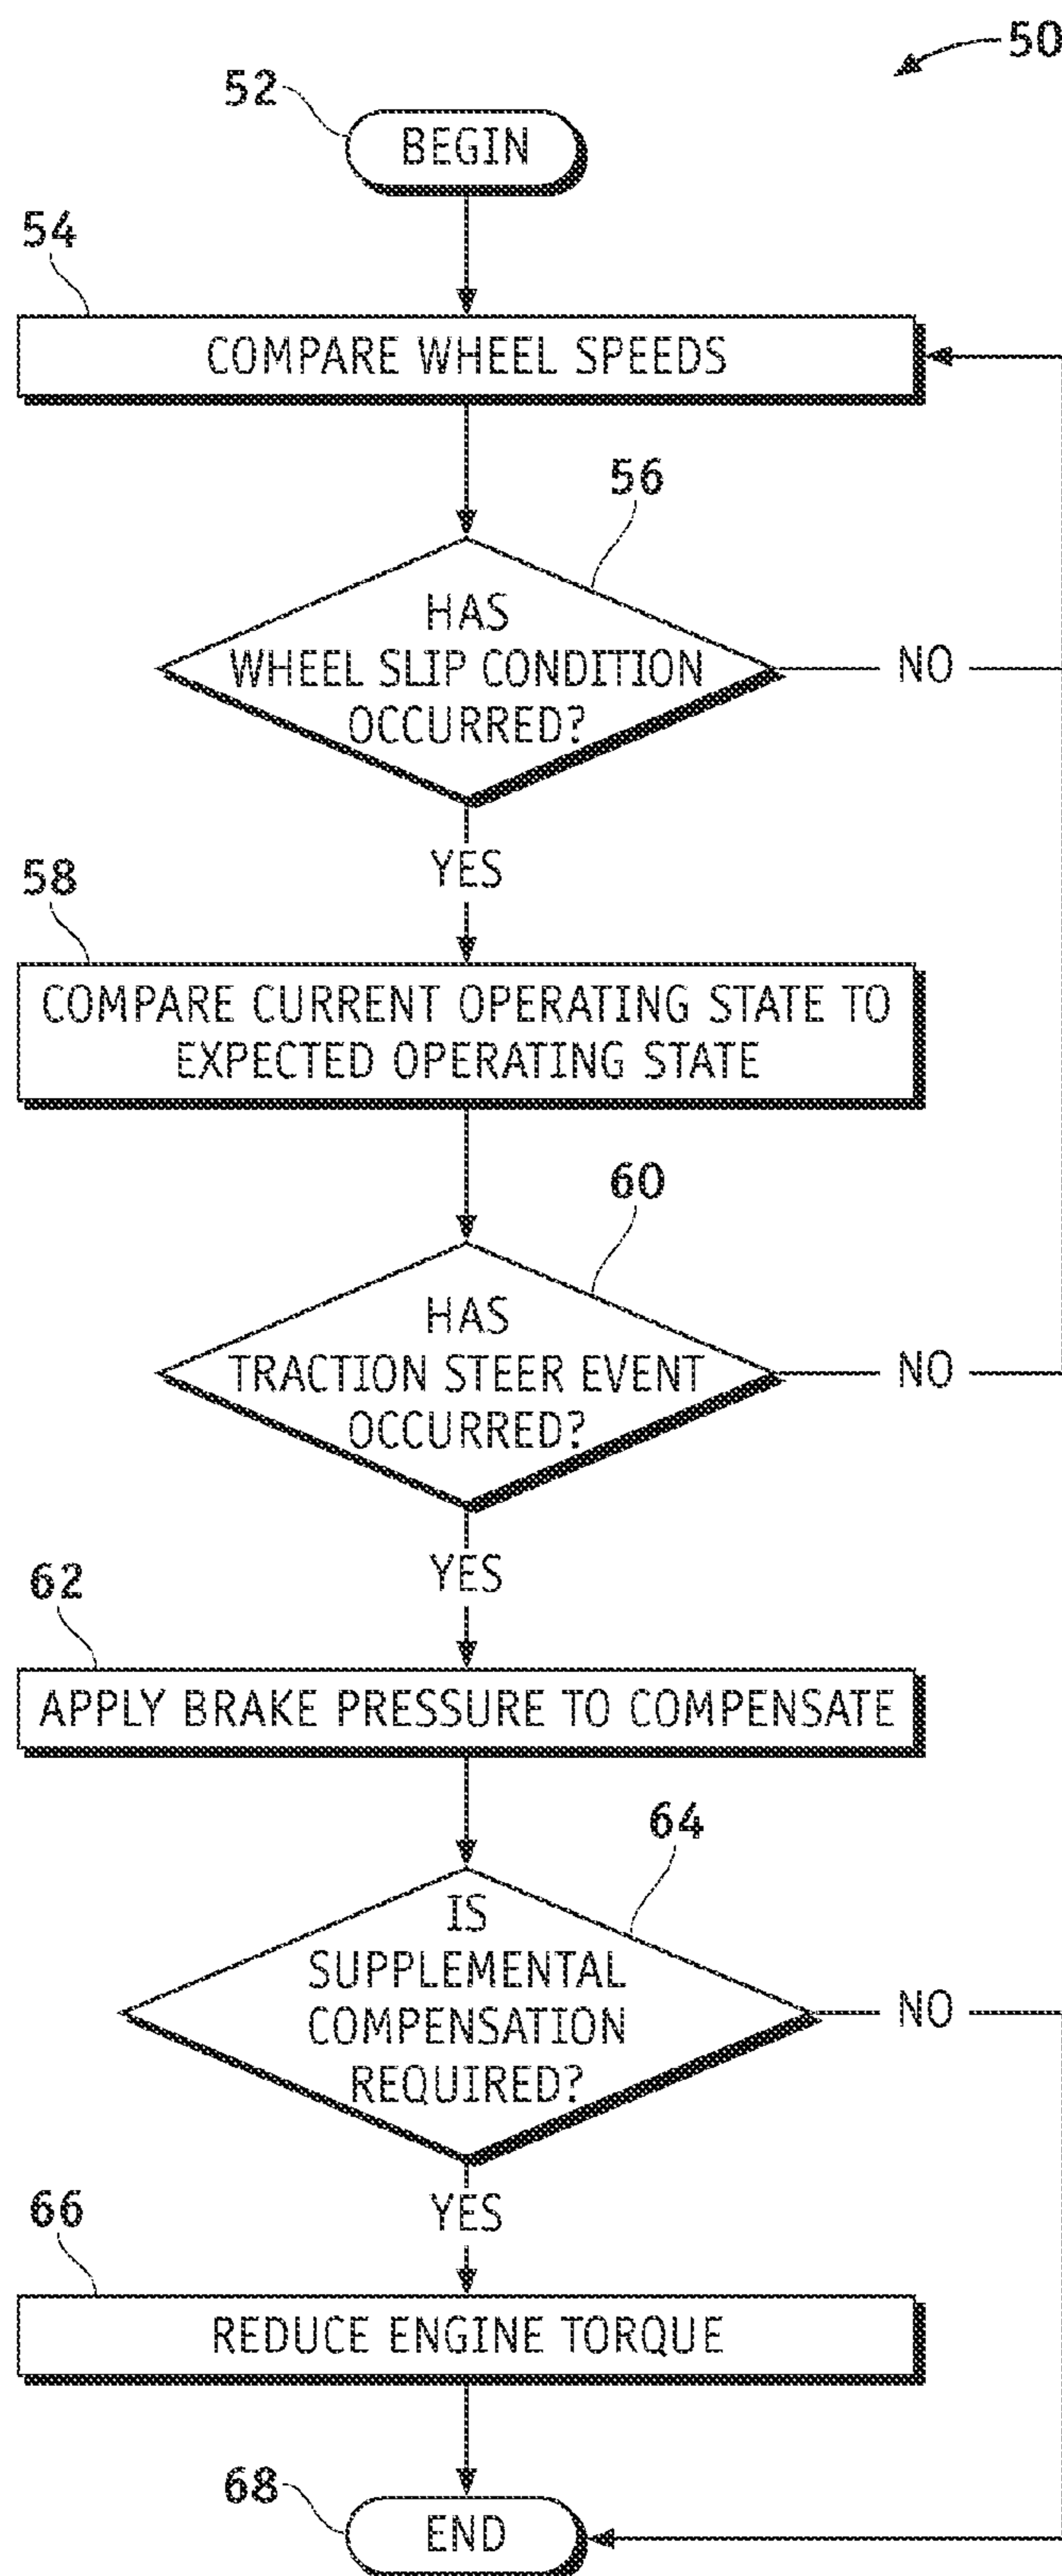 50
52
BEGIN
54
COMPARE WHEEL SPEEDS
56
HAS
WHEEL SLIP CONDITION
OCCURRED?
NO
YES
58
COMPARE CURRENT OPERATING STATE TO
EXPECTED OPERATING STATE
60
HAS
TRACTION STEER EVENT
OCCURRED?
NO
YES
62
APPLY BRAKE PRESSURE TO COMPENSATE
64
IS
SUPPLEMENTAL
COMPENSATION
REQUIRED?
NO
YES
66
REDUCE ENGINE TORQUE
68
END